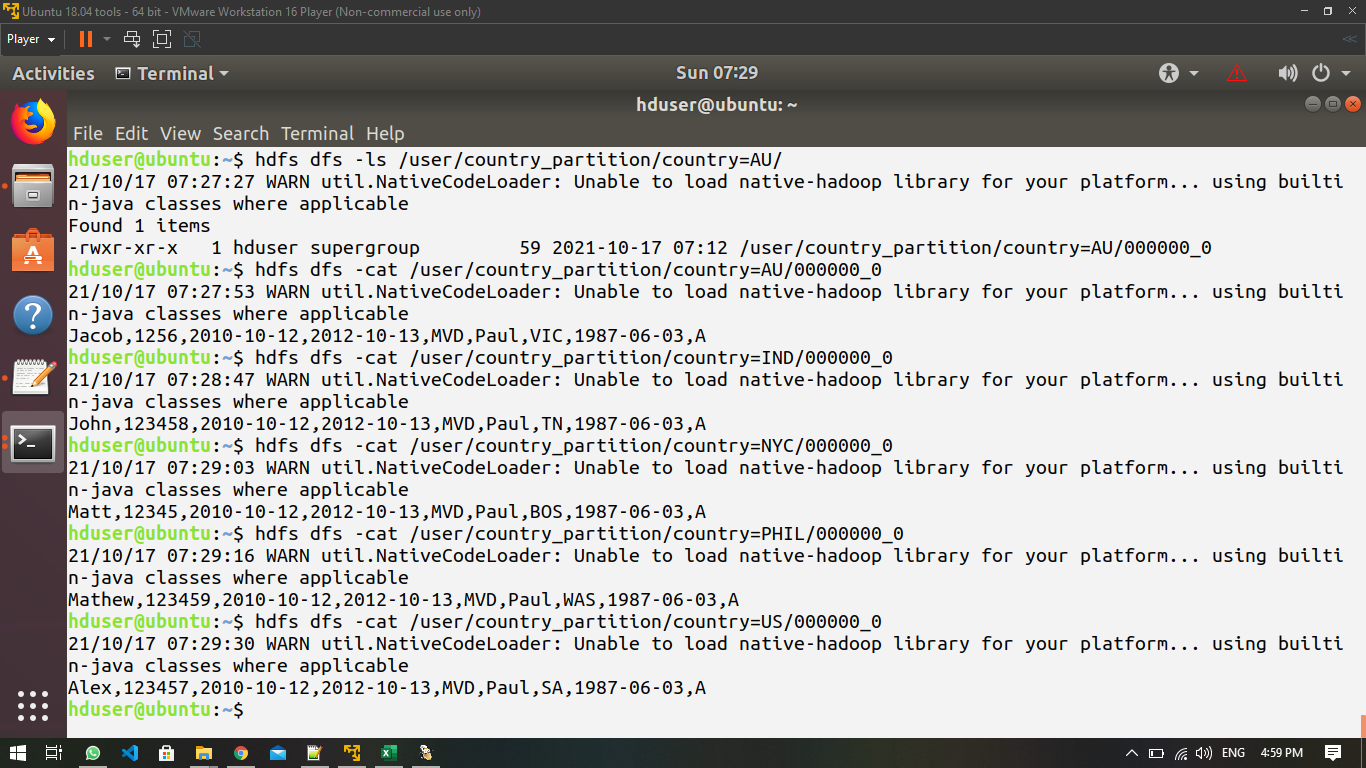 Ubuntu 18.04 tools - 64 bit - VMware Workstation 16 Player (Non-commercial use only)
Player
Activities Terminal Sun 07:29
hduser@ubuntu: ~
File Edit View Search Terminal Help
hduser@ubuntu:~$ hdfs dfs -ls /user/country_partition/country=AU/
21/10/17 07:27:27 WARN util.NativeCodeLoader: Unable to load native-hadoop library for your platform... using builti
n-java classes where applicable
Found 1 items
-rwxr-xr-x   1 hduser supergroup         59 2021-10-17 07:12 /user/country_partition/country=AU/000000_0
hduser@ubuntu:~$ hdfs dfs -cat /user/country_partition/country=AU/000000_0
21/10/17 07:27:53 WARN util.NativeCodeLoader: Unable to load native-hadoop library for your platform... using builti
n-java classes where applicable
Jacob,1256,2010-10-12,2012-10-13,MVD,Paul,VIC,1987-06-03,A
hduser@ubuntu:~$ hdfs dfs -cat /user/country_partition/country=IND/000000_0
21/10/17 07:28:47 WARN util.NativeCodeLoader: Unable to load native-hadoop library for your platform... using builti
n-java classes where applicable
John,123458,2010-10-12,2012-10-13,MVD,Paul,TN,1987-06-03,A
hduser@ubuntu:~$ hdfs dfs -cat /user/country_partition/country=NYC/000000_0
21/10/17 07:29:03 WARN util.NativeCodeLoader: Unable to load native-hadoop library for your platform... using builti
n-java classes where applicable
Matt,12345,2010-10-12,2012-10-13,MVD,Paul,BOS,1987-06-03,A
hduser@ubuntu:~$ hdfs dfs -cat /user/country_partition/country=PHIL/000000_0
21/10/17 07:29:16 WARN util.NativeCodeLoader: Unable to load native-hadoop library for your platform... using builti
n-java classes where applicable
Mathew,123459,2010-10-12,2012-10-13,MVD,Paul,WAS,1987-06-03,A
hduser@ubuntu:~$ hdfs dfs -cat /user/country_partition/country=US/000000_0
21/10/17 07:29:30 WARN util.NativeCodeLoader: Unable to load native-hadoop library for your platform... using builti
n-java classes where applicable
Alex,123457,2010-10-12,2012-10-13,MVD,Paul,SA,1987-06-03,A
hduser@ubuntu:~$
ENG 4:59 PM